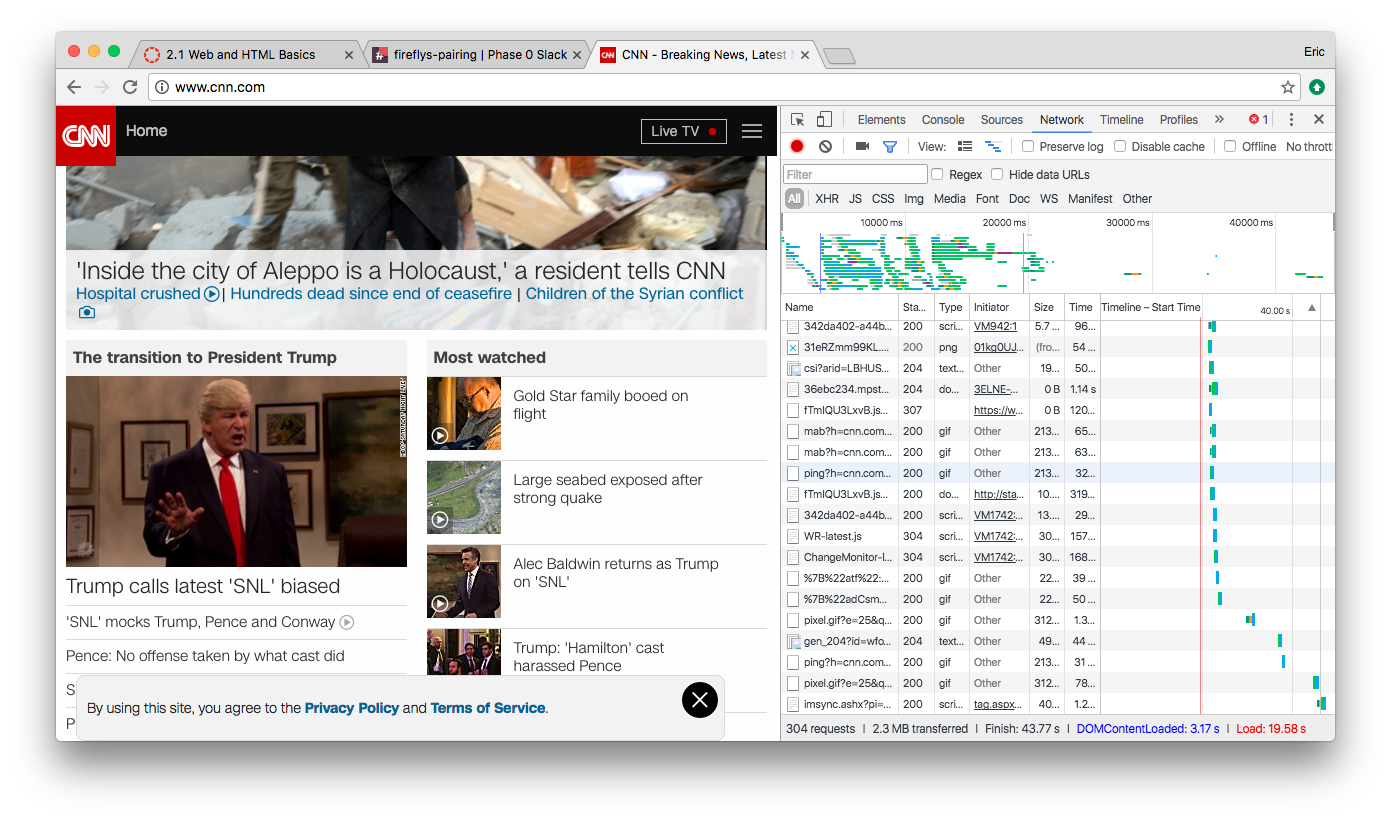 2.1 Web and HTML Basics
fireflys-pairing | Phase 0 Slack
CNN - Breaking News, Latest
Eric
www.cnn.com
CNN
Home
Live TV
'Inside the city of Aleppo is a Holocaust,' a resident tells CNN
Hospital crushed | Hundreds dead since end of ceasefire | Children of the Syrian conflict
The transition to President Trump
Trump calls latest 'SNL' biased
'SNL' mocks Trump, Pence and Conway
Pence: No offense taken by what cast did
S
P
Most watched
Gold Star family booed on
flight
Large seabed exposed after
strong quake
Alec Baldwin returns as Trump
on 'SNL'
Trump: 'Hamilton' cast
harassed Pence
By using this site, you agree to the Privacy Policy and Terms of Service.
Elements Console Sources Network Timeline Profiles » 1
View: Preserve log Disable cache Offline No thrott
Filter Regex Hide data URLs
All XHR JS CSS Img Media Font Doc WS Manifest Other
10000 ms 20000 ms 30000 ms 40000 ms
Name Sta... Type Initiator Size Time Timeline – Start Time 40.00 s
342da402-a44b... 200 scri... VM942:1 5.7 ... 96...
31eRZmm99KL.... 200 png 01kg0UJ... (fro... 54 ...
csi?arid=LBHUS... 204 text... Other 19... 50...
36ebc234.mpst... 204 do... 3ELNE-... 0 B 1.14 s
fTmIQU3LxvB.js... 307 https://w... 0 B 120...
mab?h=cnn.com... 200 gif Other 213... 65...
mab?h=cnn.com... 200 gif Other 213... 63...
ping?h=cnn.com... 200 gif Other 213... 32...
fTmIQU3LxvB.js... 200 do... http://sta... 10.... 319...
342da402-a44b... 200 scri... VM1742:... 13.... 29...
WR-latest.js 304 scri... VM1742:... 30... 157...
ChangeMonitor-l... 304 scri... VM1742:... 30... 168...
%7B%22atf%22:... 200 gif Other 22... 39 ...
%7B%22adCsm... 200 gif Other 22... 50 ...
pixel.gif?e=25&q... 200 gif Other 312... 1.3...
gen_204?id=wfo... 204 text... Other 49... 44 ...
ping?h=cnn.com... 200 gif Other 213... 31 ...
pixel.gif?e=25&q... 200 gif Other 312... 78...
imsync.ashx?pi=... 200 scri... tag.aspx... 40... 1.2...
304 requests | 2.3 MB transferred | Finish: 43.77 s | DOMContentLoaded: 3.17 s | Load: 19.58 s